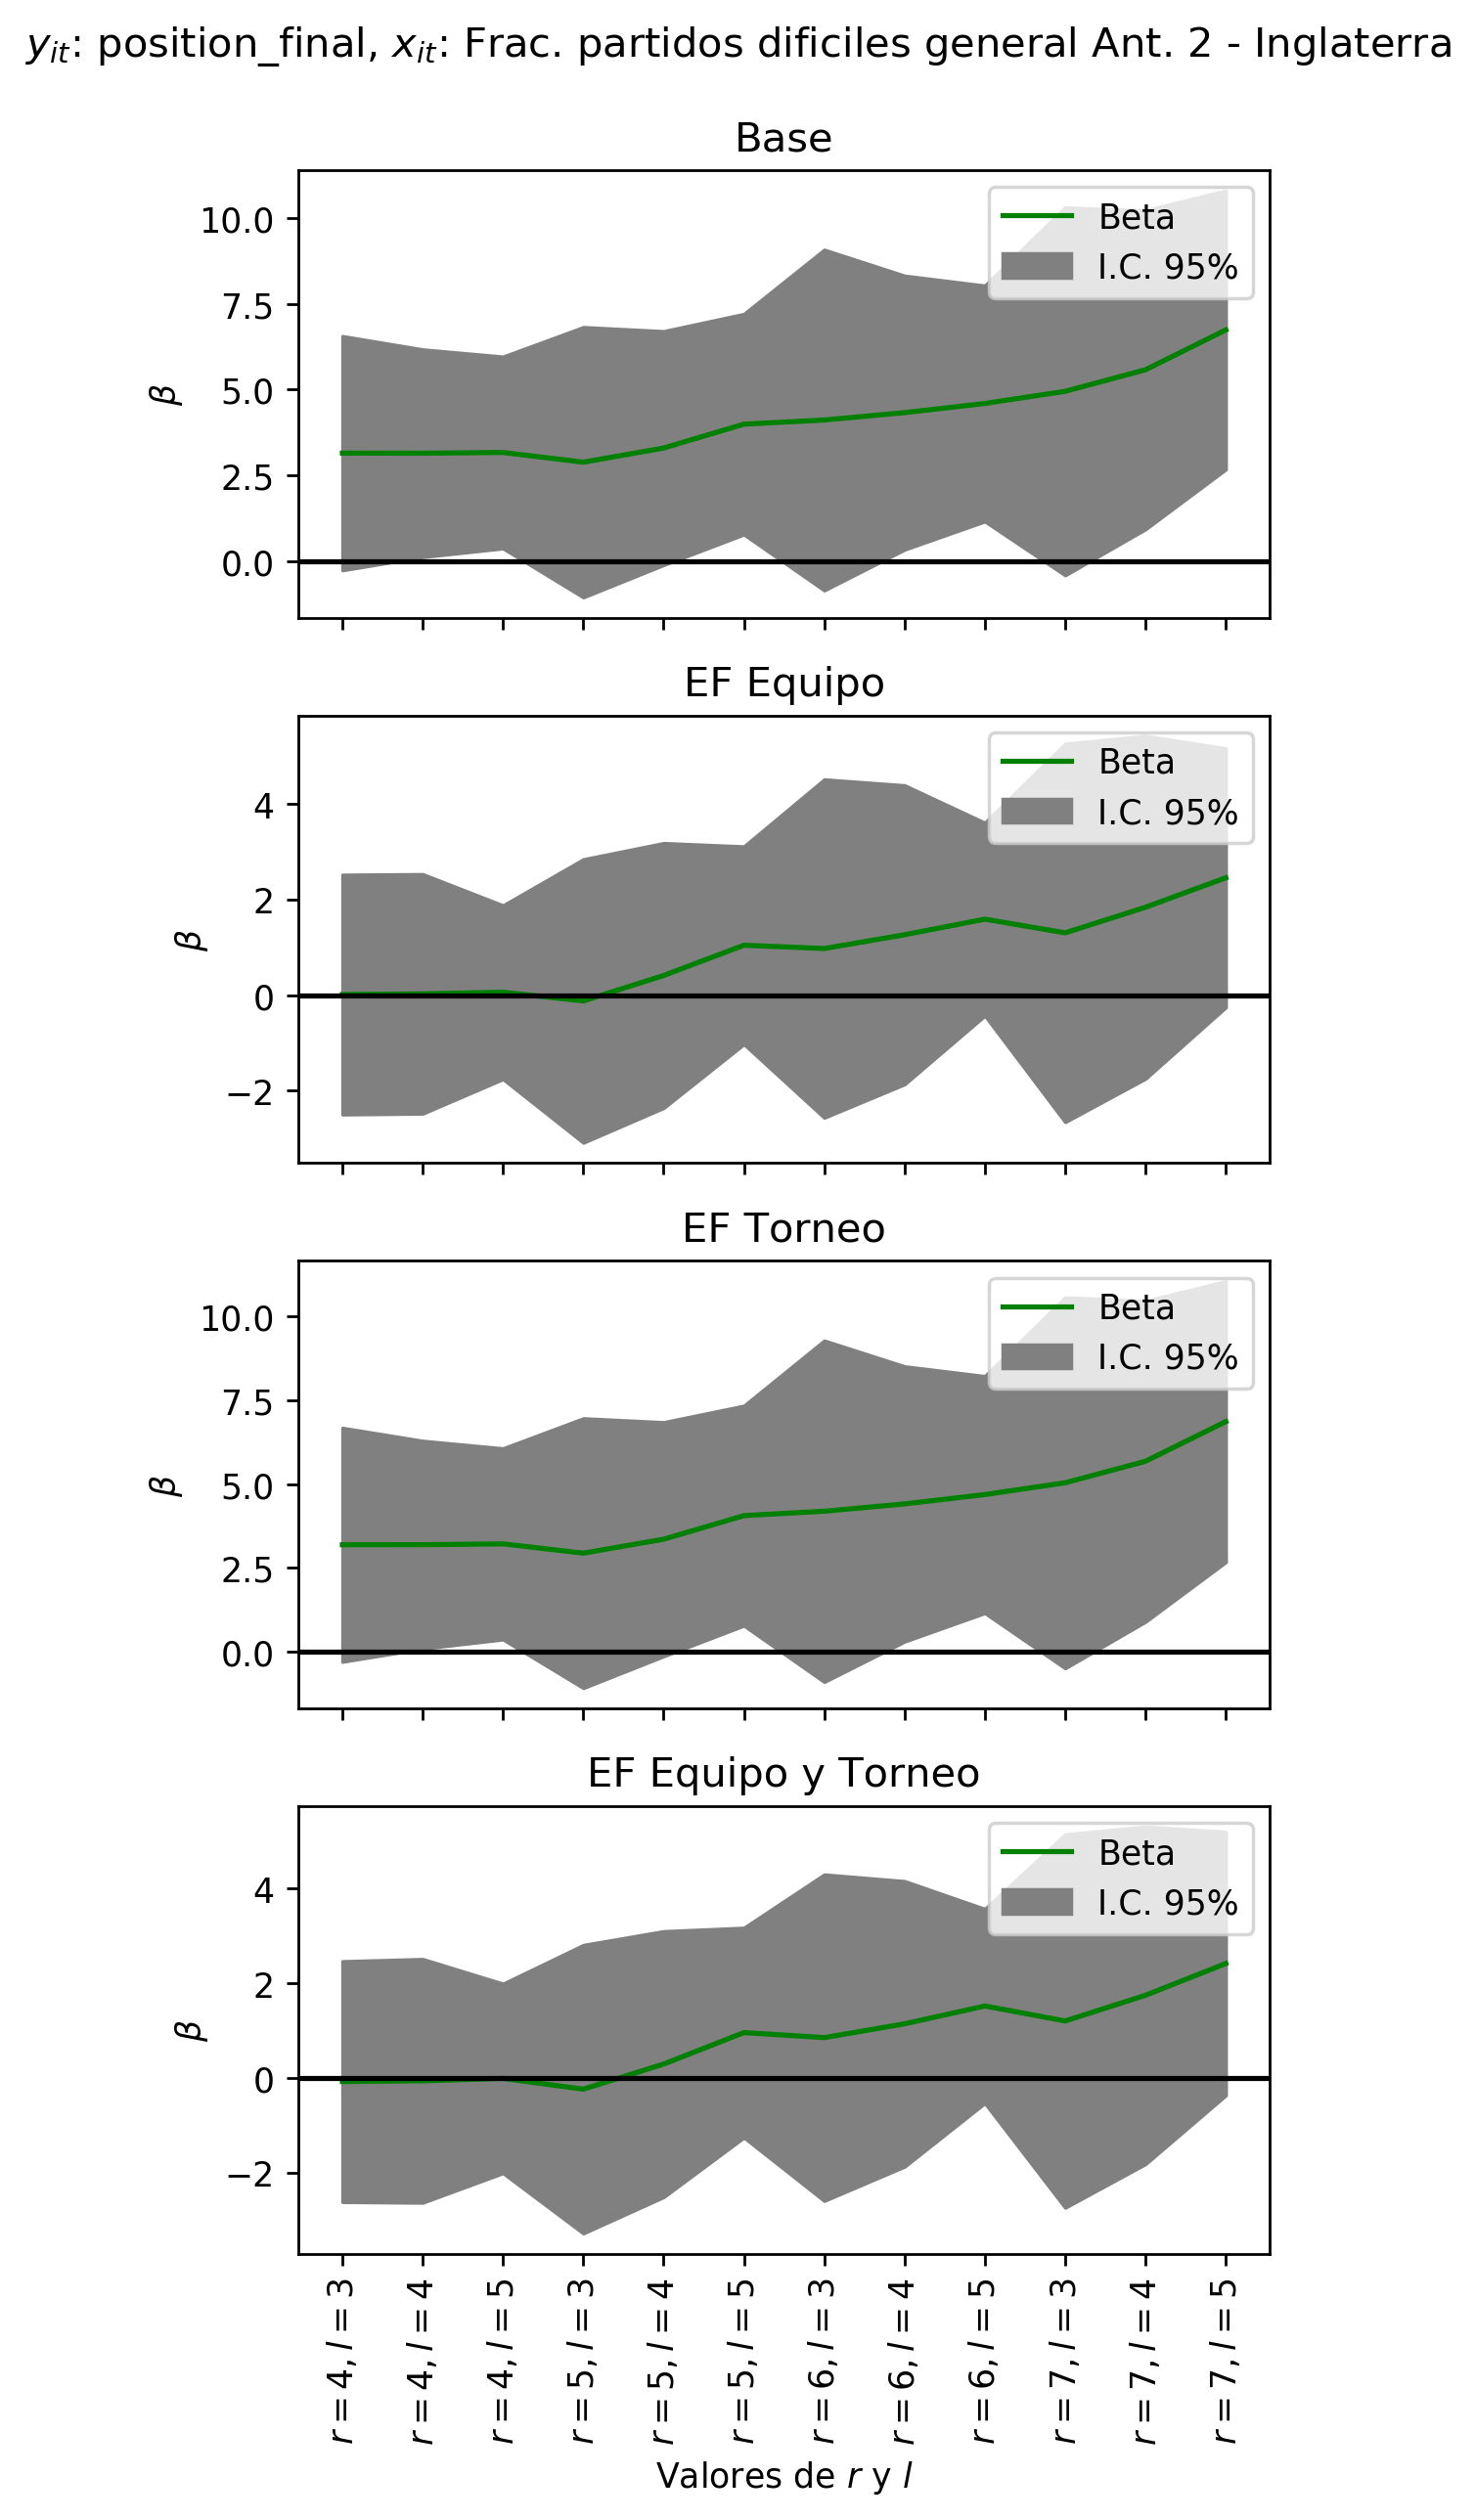 y_it: position_final, x_it: Frac. partidos dificiles general Ant. 2 - Inglaterra
Base
Beta
I.C. 95%
10.0
7.5
5.0
2.5
0.0
β
EF Equipo
Beta
I.C. 95%
4
2
0
−2
β
EF Torneo
Beta
I.C. 95%
10.0
7.5
5.0
2.5
0.0
β
EF Equipo y Torneo
Beta
I.C. 95%
4
2
0
−2
β
r = 4, l = 3
r = 4, l = 4
r = 4, l = 5
r = 5, l = 3
r = 5, l = 4
r = 5, l = 5
r = 6, l = 3
r = 6, l = 4
r = 6, l = 5
r = 7, l = 3
r = 7, l = 4
r = 7, l = 5
Valores de r y l